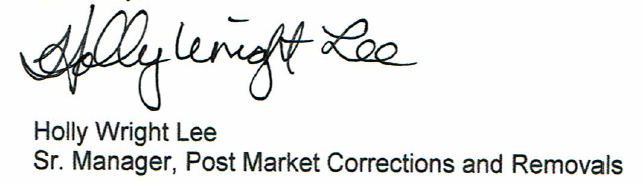 Holly Wright Lee
Holly Wright Lee
Sr. Manager, Post Market Corrections and Removals